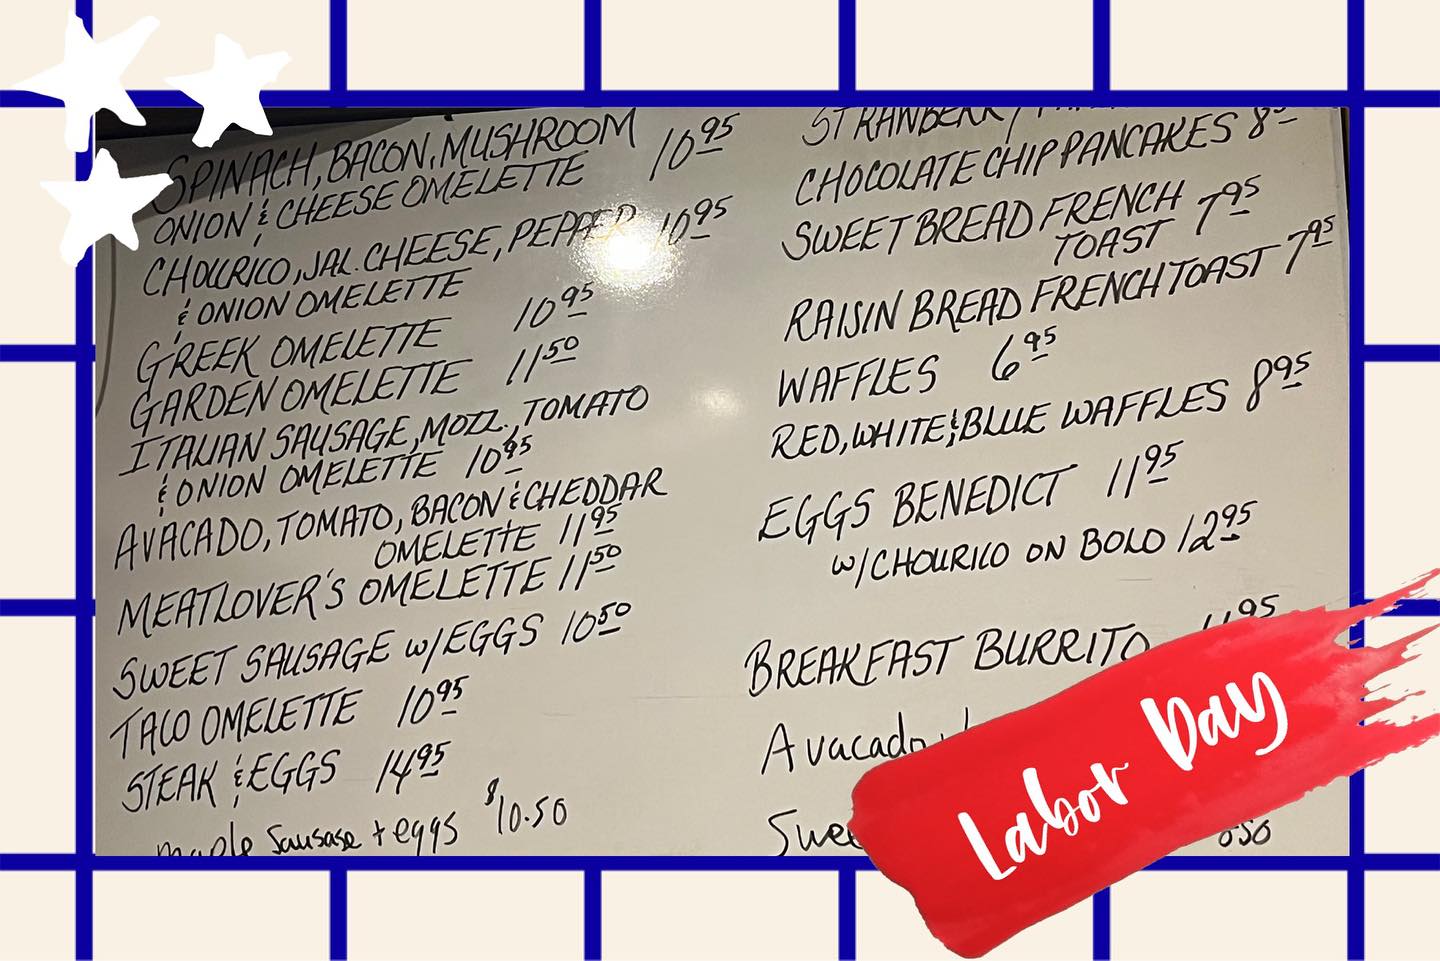 SPINACH, BACON, MUSHROOM
ONION & CHEESE OMELETTE 10 95
CHOURICO, JAL. CHEESE, PEPPER 10 95
& ONION OMELETTE
GREEK OMELETTE 10 95
GARDEN OMELETTE 11 50
ITALIAN SAUSAGE, MOZZ., TOMATO
& ONION OMELETTE 10 95
AVACADO, TOMATO, BACON & CHEDDAR
OMELETTE 11 95
MEATLOVER'S OMELETTE 11 50
SWEET SAUSAGE w/EGGS 10 50
TACO OMELETTE 10 95
STEAK & EGGS 14 95
maple Sausase + eggs $10.50
STRAWBERRY
CHOCOLATE CHIP PANCAKES 8
SWEET BREAD FRENCH
TOAST 7 95
RAISIN BREAD FRENCH TOAST 7 95
WAFFLES 6 95
RED, WHITE & BLUE WAFFLES 8 95
EGGS BENEDICT 11 95
w/CHOURICO ON BOLO 12 95
BREAKFAST BURRITO 95
Avacado
Labor Day